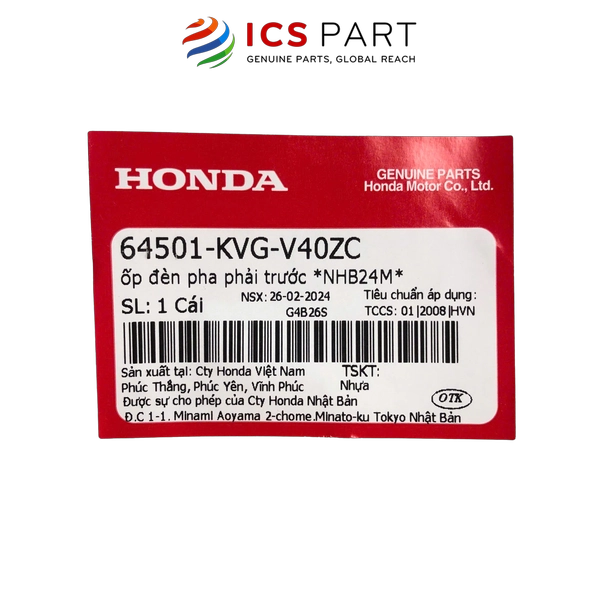 ICS PART
GENUINE PARTS, GLOBAL REACH
HONDA
GENUINE PARTS
Honda Motor Co., Ltd.
64501-KVG-V40ZC
ốp đèn pha phải trước *NHB24M*
SL: 1 Cái
NSX: 26-02-2024
G4B26S
Tiêu chuẩn áp dụng:
TCCS: 01|2008|HVN
Sản xuất tại: Cty Honda Việt Nam
Phúc Thắng, Phúc Yên, Vĩnh Phúc
TSKT:
Nhựa
Được sự cho phép của Cty Honda Nhật Bản
Đ.C 1-1. Minami Aoyama 2-chome.Minato-ku Tokyo Nhật Bản
OTK